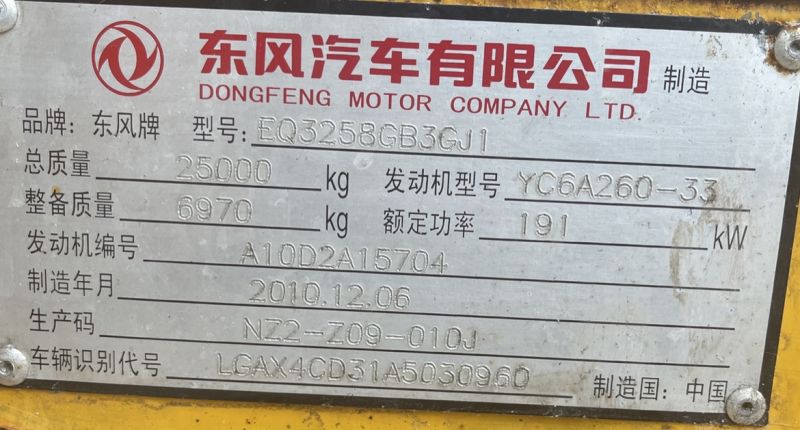 东风汽车有限公司 制造
DONGFENG MOTOR COMPANY LTD.
品牌: 东风牌 型号: EQ3258GB3GJ1
总质量 25000 kg 发动机型号 YC6A260-33
整备质量 6970 kg 额定功率 191 kW
发动机编号 A10D2A15704
制造年月 2010.12.06
生产码 NZ2-Z09-010J
车辆识别代号 LGAX4CD31A5030960 制造国: 中国